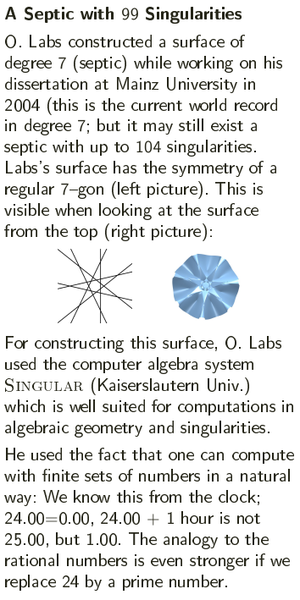 A Septic with 99 Singularities
O. Labs constructed a surface of
degree 7 (septic) while working on his
dissertation at Mainz University in
2004 (this is the current world record
in degree 7; but it may still exist a
septic with up to 104 singularities.
Labs's surface has the symmetry of a
regular 7–gon (left picture). This is
visible when looking at the surface
from the top (right picture):
For constructing this surface, O. Labs
used the computer algebra system
SINGULAR (Kaiserslautern Univ.)
which is well suited for computations in
algebraic geometry and singularities.
He used the fact that one can compute
with finite sets of numbers in a natural
way: We know this from the clock;
24.00=0.00, 24.00 + 1 hour is not
25.00, but 1.00. The analogy to the
rational numbers is even stronger if we
replace 24 by a prime number.